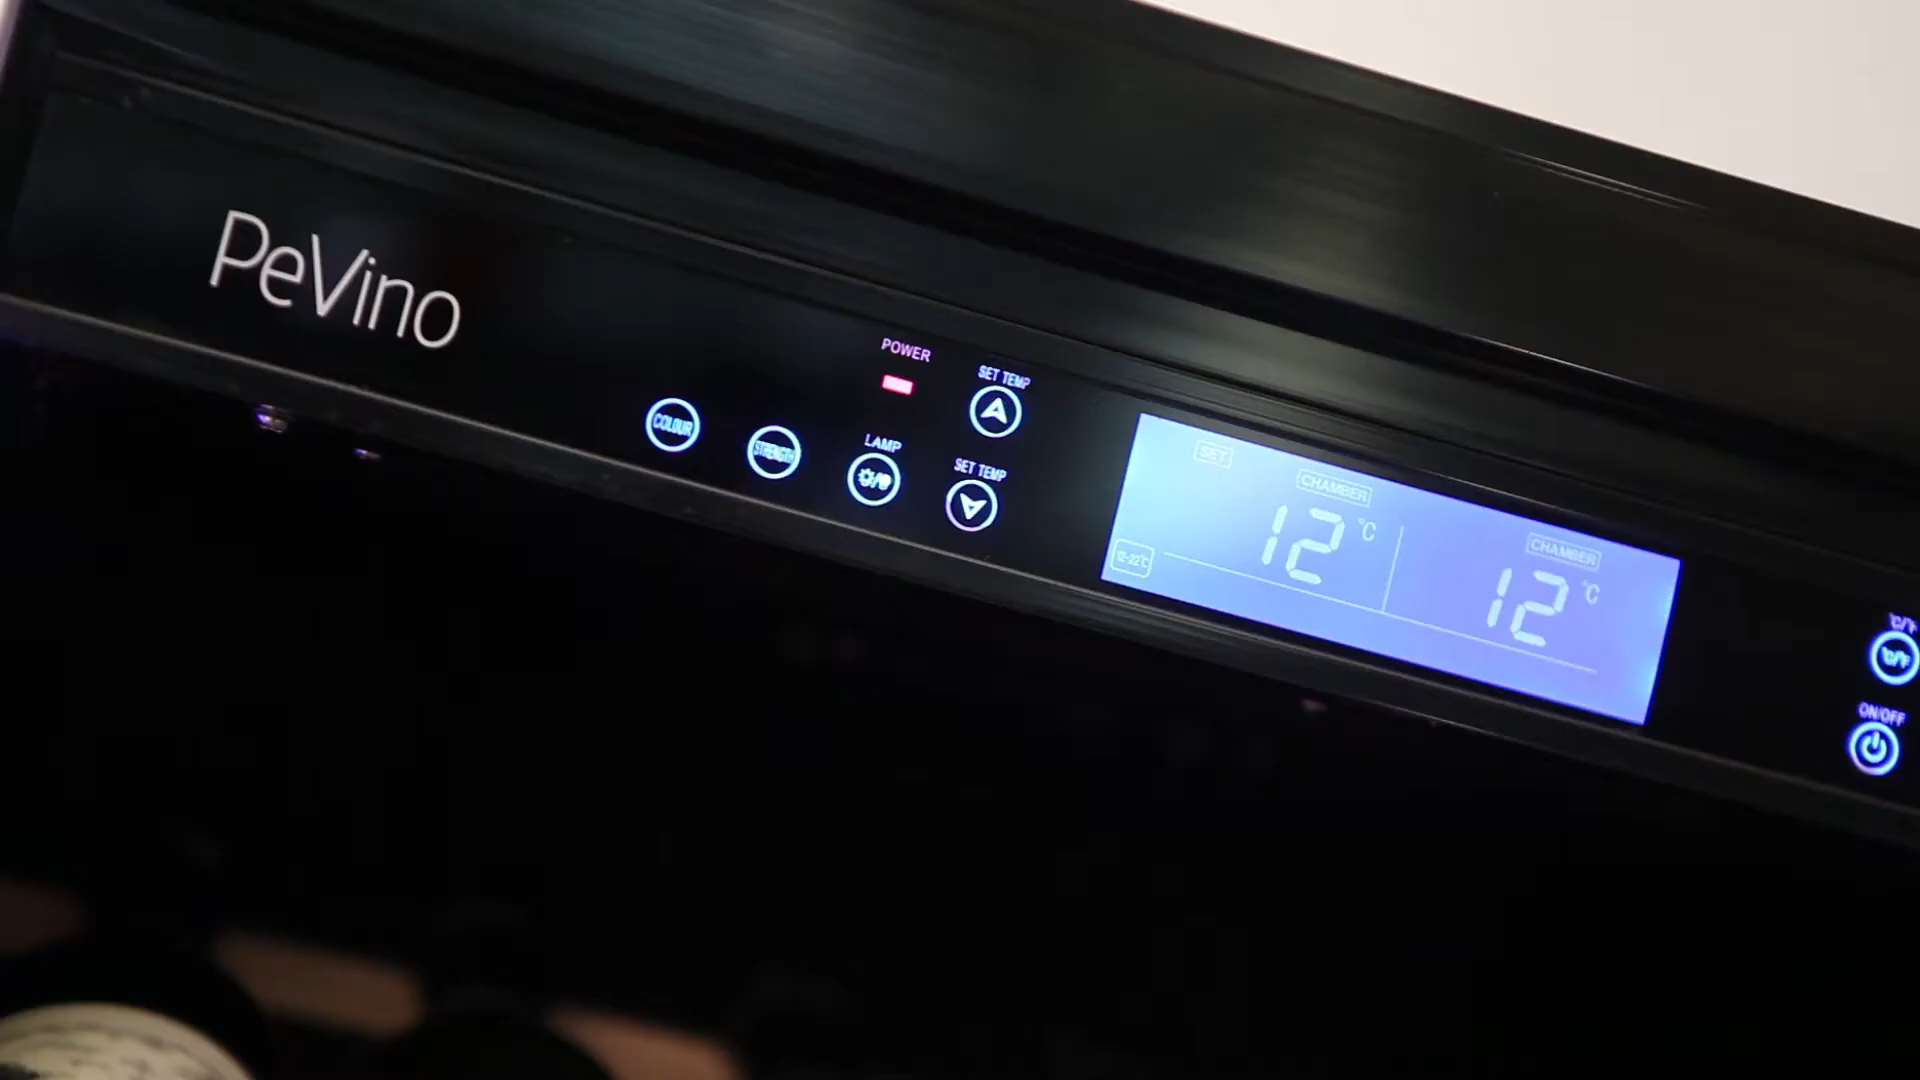 PeVino
POWER
SET TEMP
COLOUR
STRENGTH
LAMP
SET TEMP
SET
CHAMBER
12 °C
12-22°C
CHAMBER
12 °C
°C/°F
°C/°F
ON/OFF